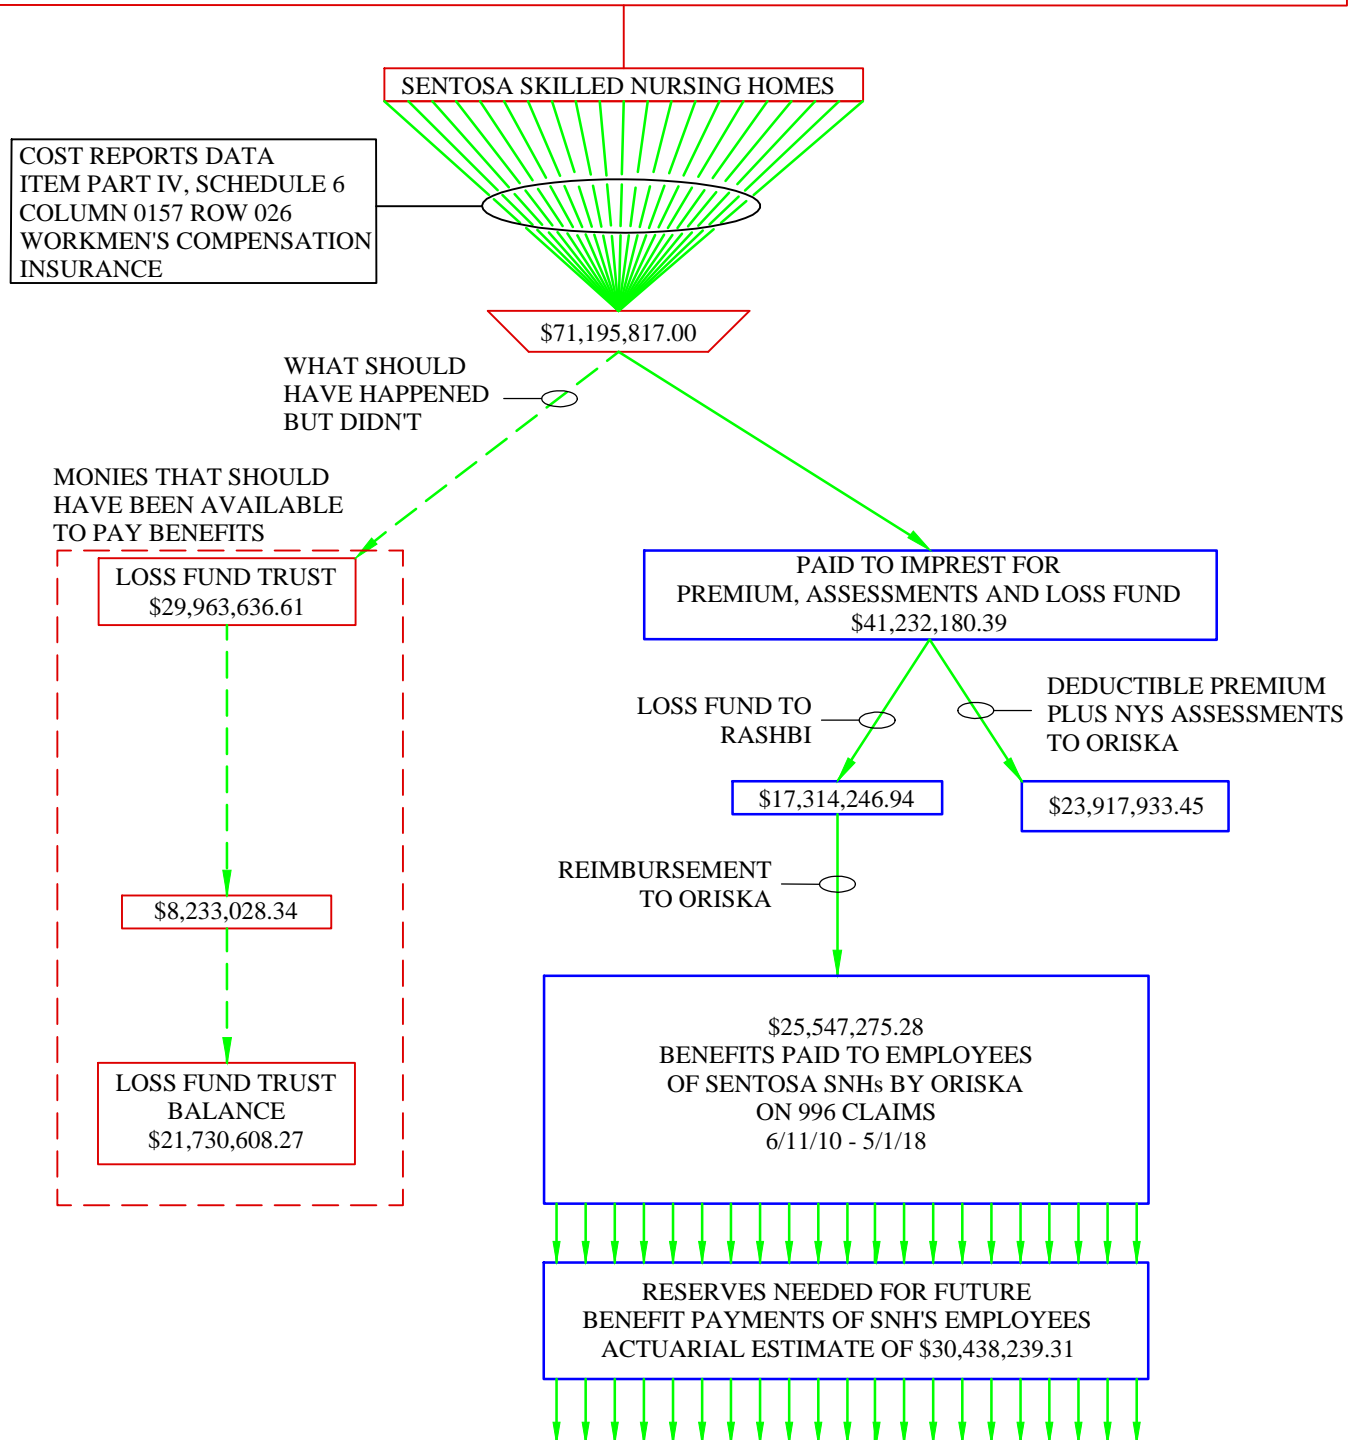 SENTOSA SKILLED NURSING HOMES
COST REPORTS DATA
ITEM PART IV, SCHEDULE 6
COLUMN 0157 ROW 026
WORKMEN'S COMPENSATION
INSURANCE
$71,195,817.00
WHAT SHOULD
HAVE HAPPENED
BUT DIDN'T
MONIES THAT SHOULD
HAVE BEEN AVAILABLE
TO PAY BENEFITS
LOSS FUND TRUST
$29,963,636.61
PAID TO IMPREST FOR
PREMIUM, ASSESSMENTS AND LOSS FUND
$41,232,180.39
LOSS FUND TO
RASHBI
DEDUCTIBLE PREMIUM
PLUS NYS ASSESSMENTS
TO ORISKA
$17,314,246.94
$23,917,933.45
REIMBURSEMENT
TO ORISKA
$8,233,028.34
$25,547,275.28
BENEFITS PAID TO EMPLOYEES
OF SENTOSA SNHs BY ORISKA
ON 996 CLAIMS
6/11/10 - 5/1/18
LOSS FUND TRUST
BALANCE
$21,730,608.27
RESERVES NEEDED FOR FUTURE
BENEFIT PAYMENTS OF SNH'S EMPLOYEES
ACTUARIAL ESTIMATE OF $30,438,239.31